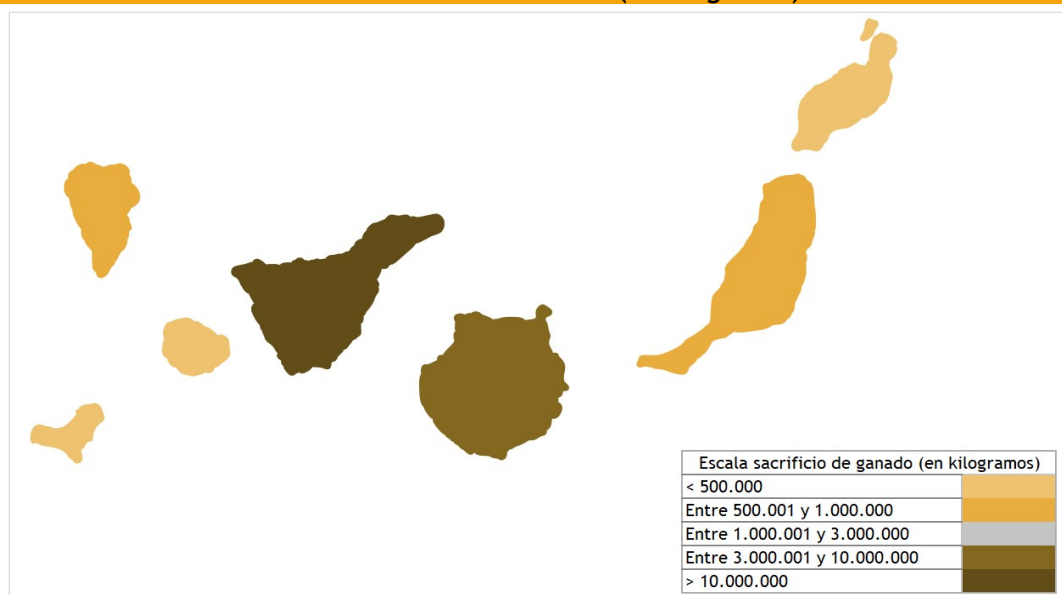 Escala sacrificio de ganado (en kilogramos)
< 500.000
Entre 500.001 y 1.000.000
Entre 1.000.001 y 3.000.000
Entre 3.000.001 y 10.000.000
> 10.000.000